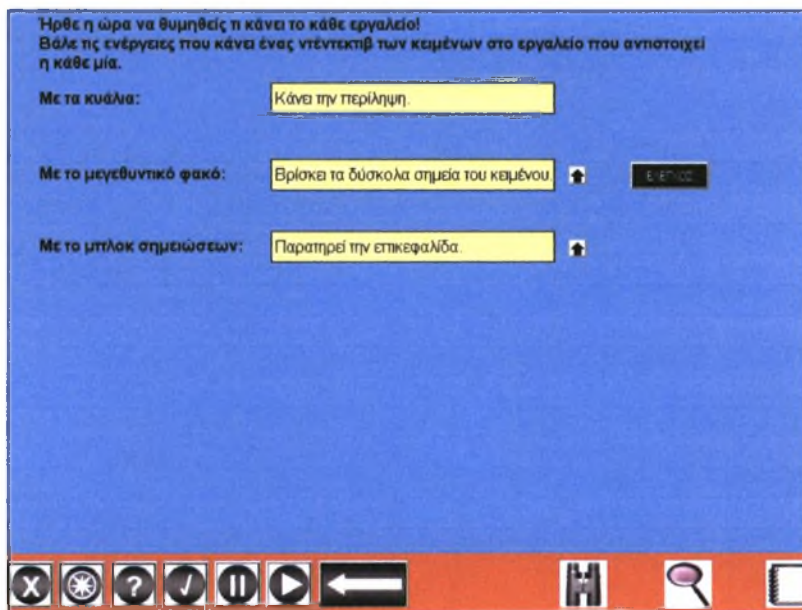 Ήρθε η ώρα να θυμηθείς τι κάνει το κάθε εργαλείο!
Βάλε τις ενέργειες που κάνει ένας ντέντεκτιβ των κειμένων στο εργαλείο που αντιστοιχεί
η κάθε μία.
Με τα κυάλια: Κάνει την περίληψη.
Με το μεγεθυντικό φακό: Βρίσκει τα δύσκολα σημεία του κειμένου ΕΛΕΓΧΟΣ
Με το μπλοκ σημειώσεων: Παρατηρεί την επικεφαλίδα.